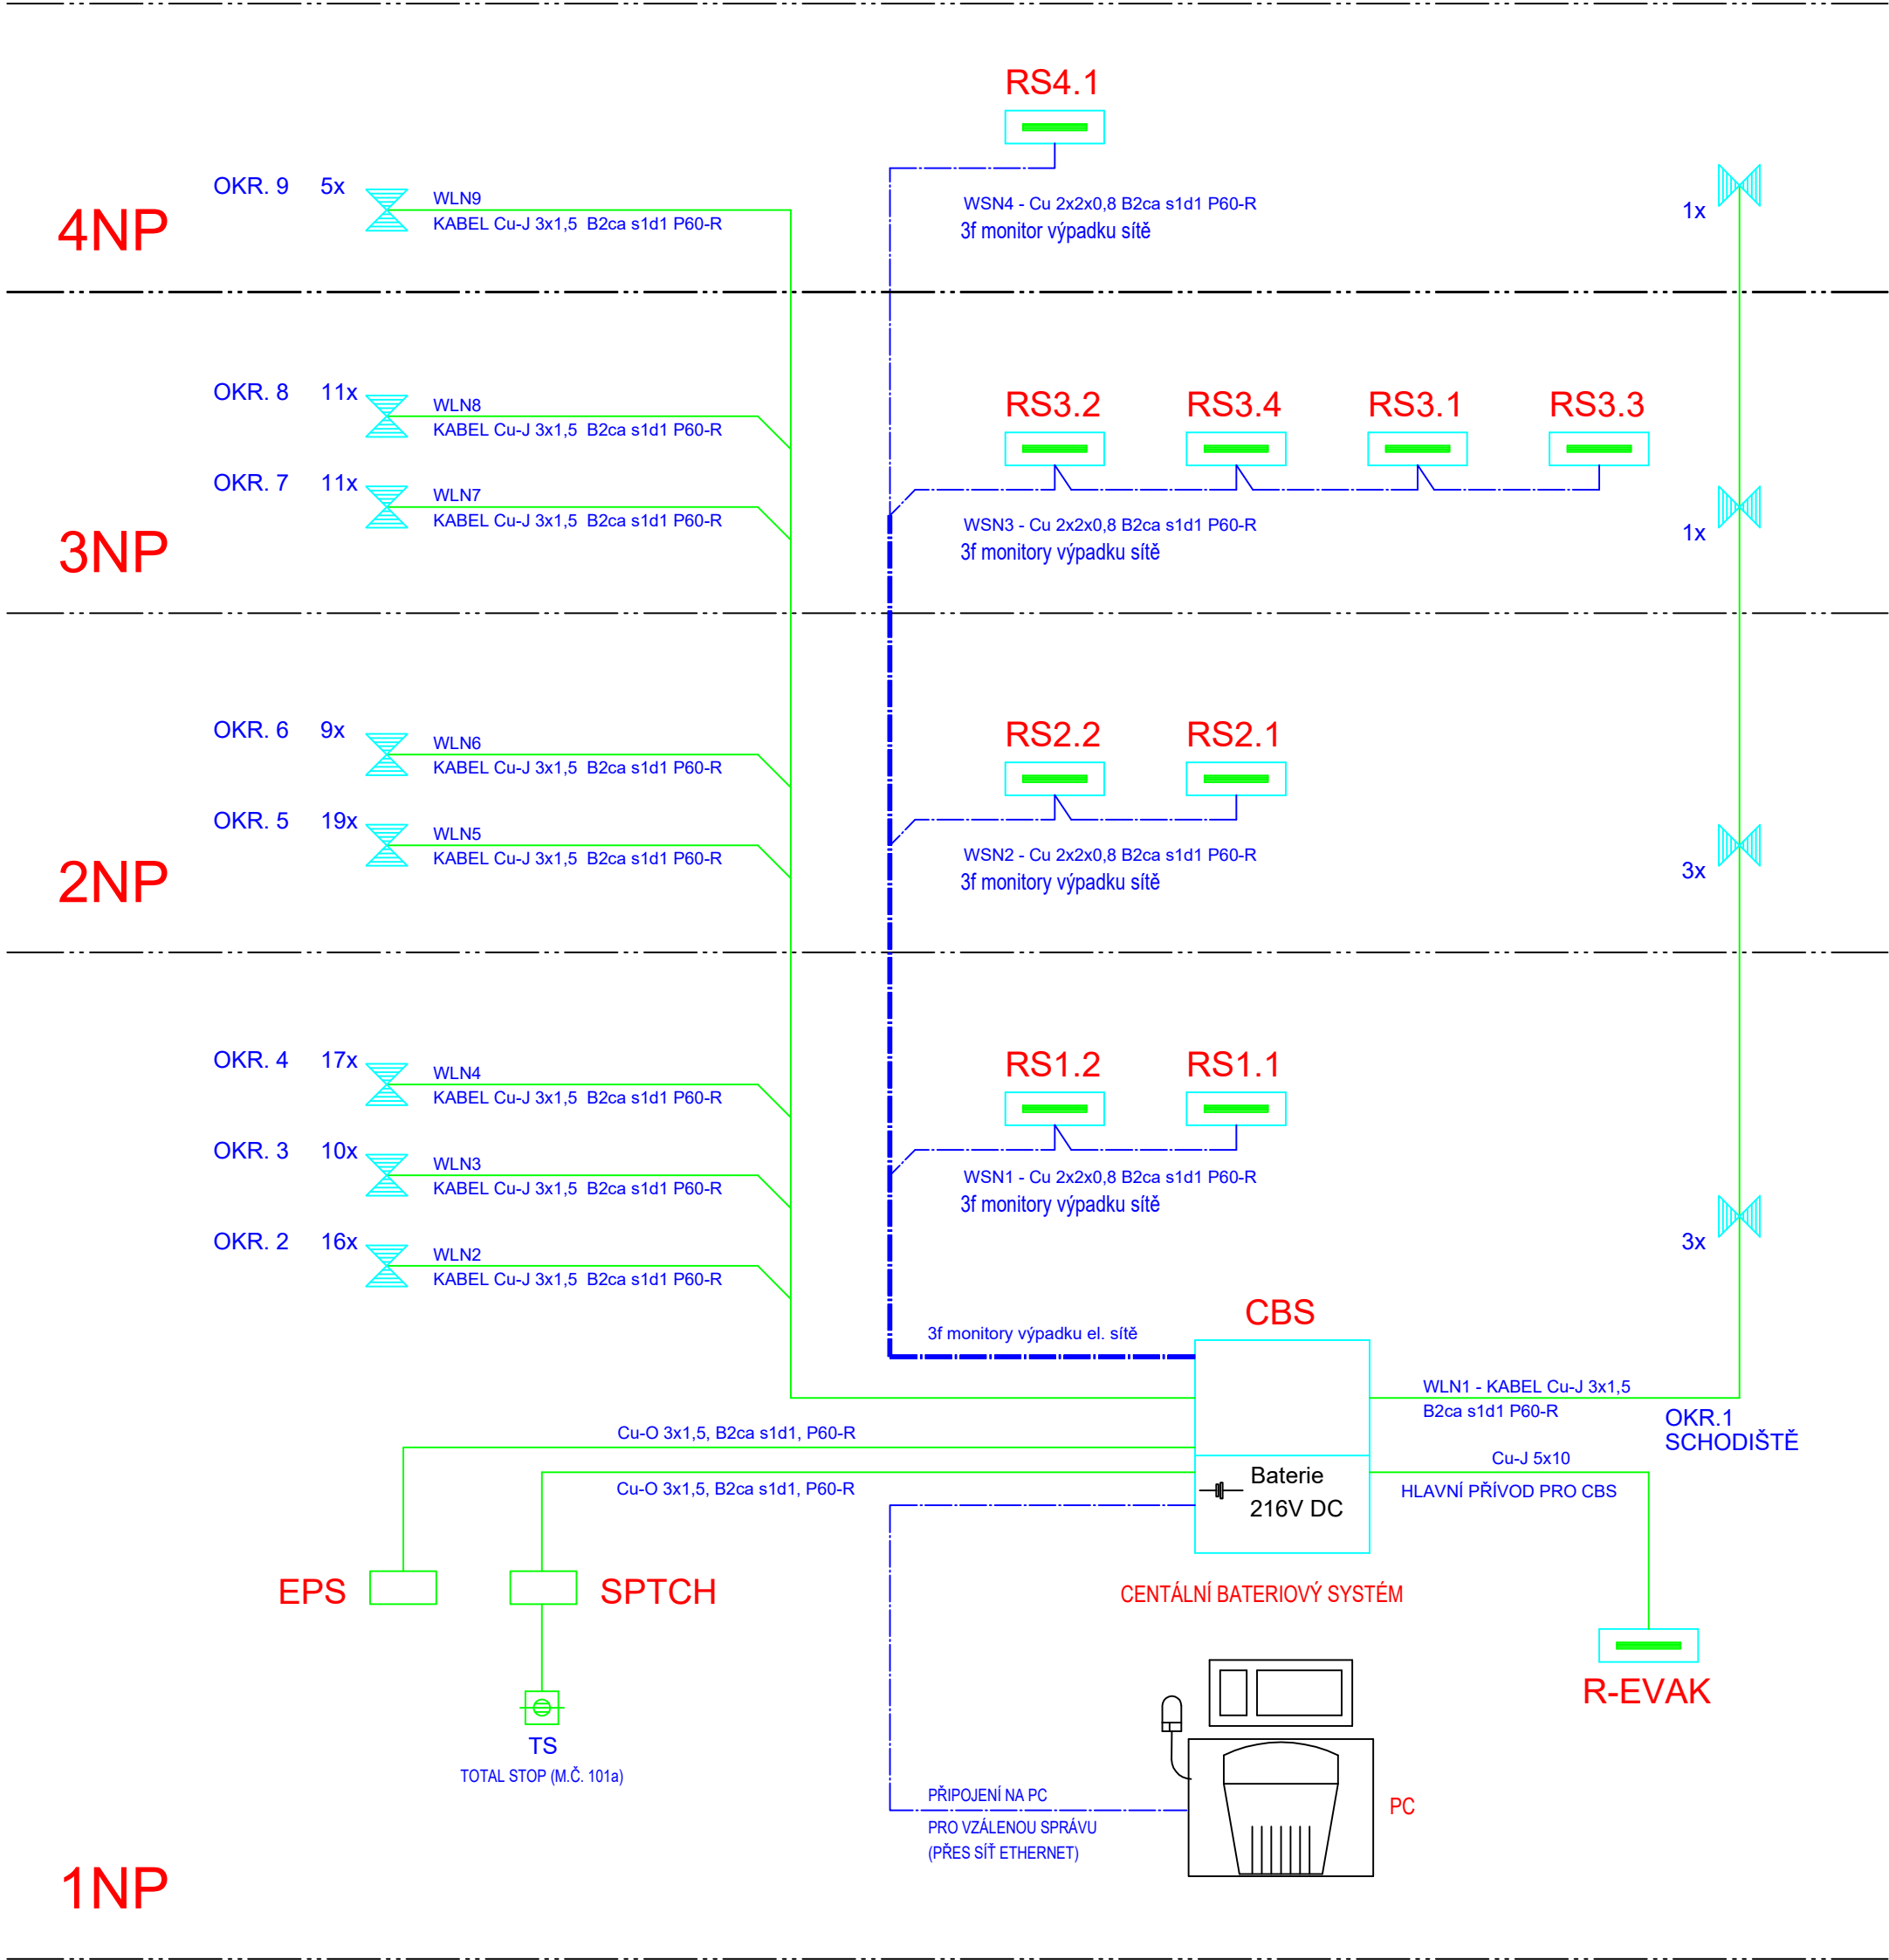 RS4.1
OKR. 9 5x
WLN9
KABEL Cu-J 3x1,5 B2ca s1d1 P60-R
4NP
WSN4 - Cu 2x2x0,8 B2ca s1d1 P60-R
3f monitor výpadku sítě
1x
OKR. 8 11x
WLN8
KABEL Cu-J 3x1,5 B2ca s1d1 P60-R
RS3.2 RS3.4 RS3.1 RS3.3
OKR. 7 11x
WLN7
KABEL Cu-J 3x1,5 B2ca s1d1 P60-R
3NP
WSN3 - Cu 2x2x0,8 B2ca s1d1 P60-R
3f monitory výpadku sítě
1x
OKR. 6 9x
WLN6
KABEL Cu-J 3x1,5 B2ca s1d1 P60-R
RS2.2 RS2.1
OKR. 5 19x
WLN5
KABEL Cu-J 3x1,5 B2ca s1d1 P60-R
2NP
WSN2 - Cu 2x2x0,8 B2ca s1d1 P60-R
3f monitory výpadku sítě
3x
OKR. 4 17x
WLN4
KABEL Cu-J 3x1,5 B2ca s1d1 P60-R
RS1.2 RS1.1
OKR. 3 10x
WLN3
KABEL Cu-J 3x1,5 B2ca s1d1 P60-R
WSN1 - Cu 2x2x0,8 B2ca s1d1 P60-R
3f monitory výpadku sítě
OKR. 2 16x
WLN2
KABEL Cu-J 3x1,5 B2ca s1d1 P60-R
3x
CBS
3f monitory výpadku el. sítě
WLN1 - KABEL Cu-J 3x1,5
B2ca s1d1 P60-R
OKR.1
SCHODIŠTĚ
Cu-O 3x1,5, B2ca s1d1, P60-R
Cu-O 3x1,5, B2ca s1d1, P60-R
Baterie
216V DC
Cu-J 5x10
HLAVNÍ PŘÍVOD PRO CBS
EPS
SPTCH
CENTÁLNÍ BATERIOVÝ SYSTÉM
R-EVAK
TS
TOTAL STOP (M.Č. 101a)
PŘIPOJENÍ NA PC
PRO VZÁLENOU SPRÁVU
(PŘES SÍŤ ETHERNET)
PC
1NP